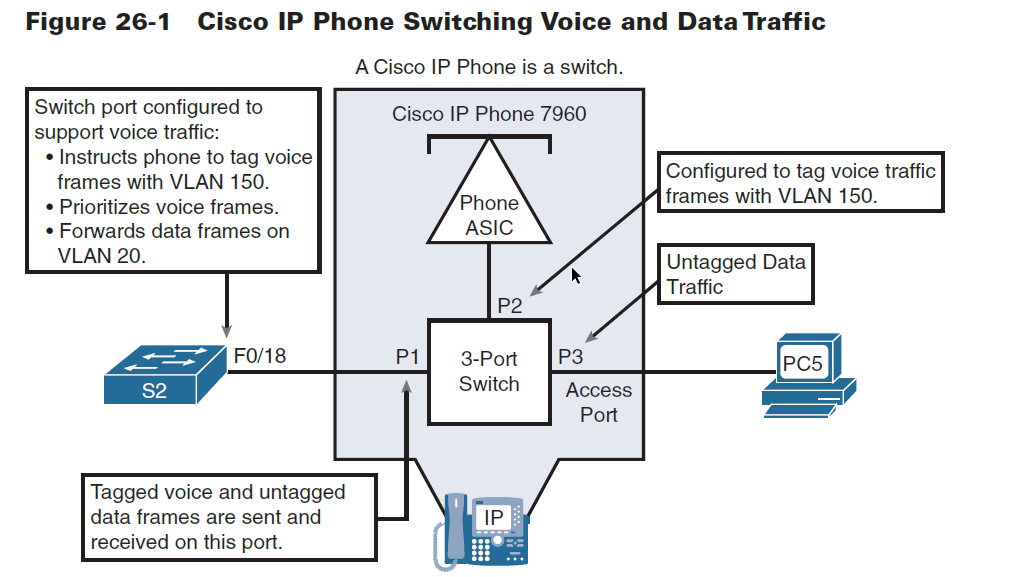 Figure 26-1 Cisco IP Phone Switching Voice and Data Traffic
A Cisco IP Phone is a switch.
Switch port configured to
support voice traffic:
• Instructs phone to tag voice
frames with VLAN 150.
• Prioritizes voice frames.
• Forwards data frames on
VLAN 20.
Cisco IP Phone 7960
Phone
ASIC
Configured to tag voice traffic
frames with VLAN 150.
Untagged Data
Traffic
P2
F0/18
P1
3-Port
Switch
P3
Access
Port
S2
PC5
Tagged voice and untagged
data frames are sent and
received on this port.
IP